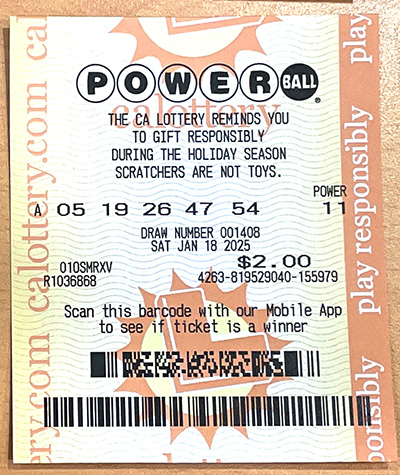 POWERBALL
®
calottery
THE CA LOTTERY REMINDS YOU
TO GIFT RESPONSIBLY
DURING THE HOLIDAY SEASON
SCRATCHERS ARE NOT TOYS.
POWER
A 05 19 26 47 54 11
DRAW NUMBER 001408
SAT JAN 18 2025
$2.00
010SMRXV 4263-819529040-155979
R1036868
Scan this barcode with our Mobile App
to see if ticket is a winner
calottery.com
calottery.com
play responsibly